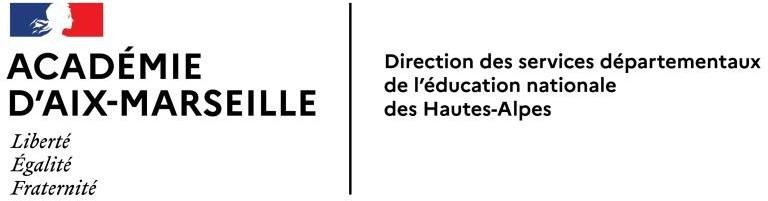 ACADÉMIE
D'AIX-MARSEILLE
Liberté
Égalité
Fraternité
Direction des services départementaux
de l'éducation nationale
des Hautes-Alpes